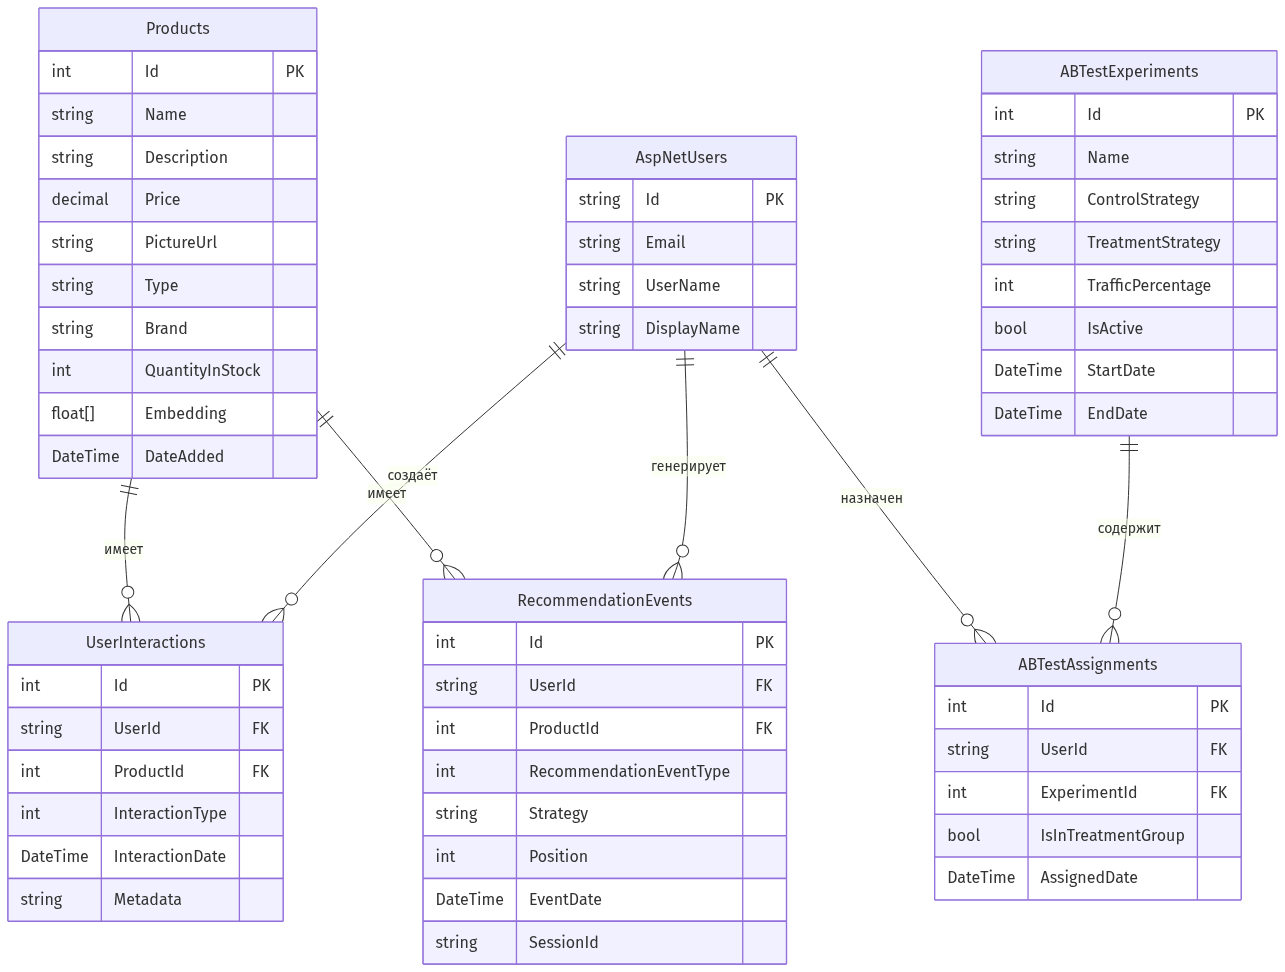 Products
int Id PK
string Name
string Description
decimal Price
string PictureUrl
string Type
string Brand
int QuantityInStock
float[] Embedding
DateTime DateAdded
AspNetUsers
string Id PK
string Email
string UserName
string DisplayName
ABTestExperiments
int Id PK
string Name
string ControlStrategy
string TreatmentStrategy
int TrafficPercentage
bool IsActive
DateTime StartDate
DateTime EndDate
имеет
создаёт
имеет
генерирует
назначен
содержит
UserInteractions
int Id PK
string UserId FK
int ProductId FK
int InteractionType
DateTime InteractionDate
string Metadata
RecommendationEvents
int Id PK
string UserId FK
int ProductId FK
int RecommendationEventType
string Strategy
int Position
DateTime EventDate
string SessionId
ABTestAssignments
int Id PK
string UserId FK
int ExperimentId FK
bool IsInTreatmentGroup
DateTime AssignedDate